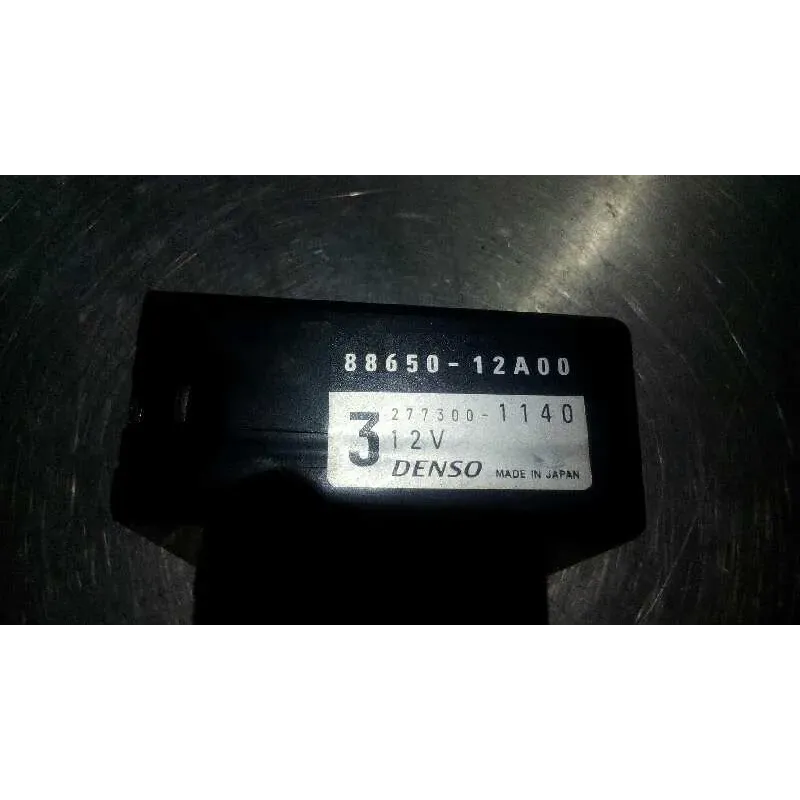 88650-12A00
3 277300-1140
12V
DENSO MADE IN JAPAN